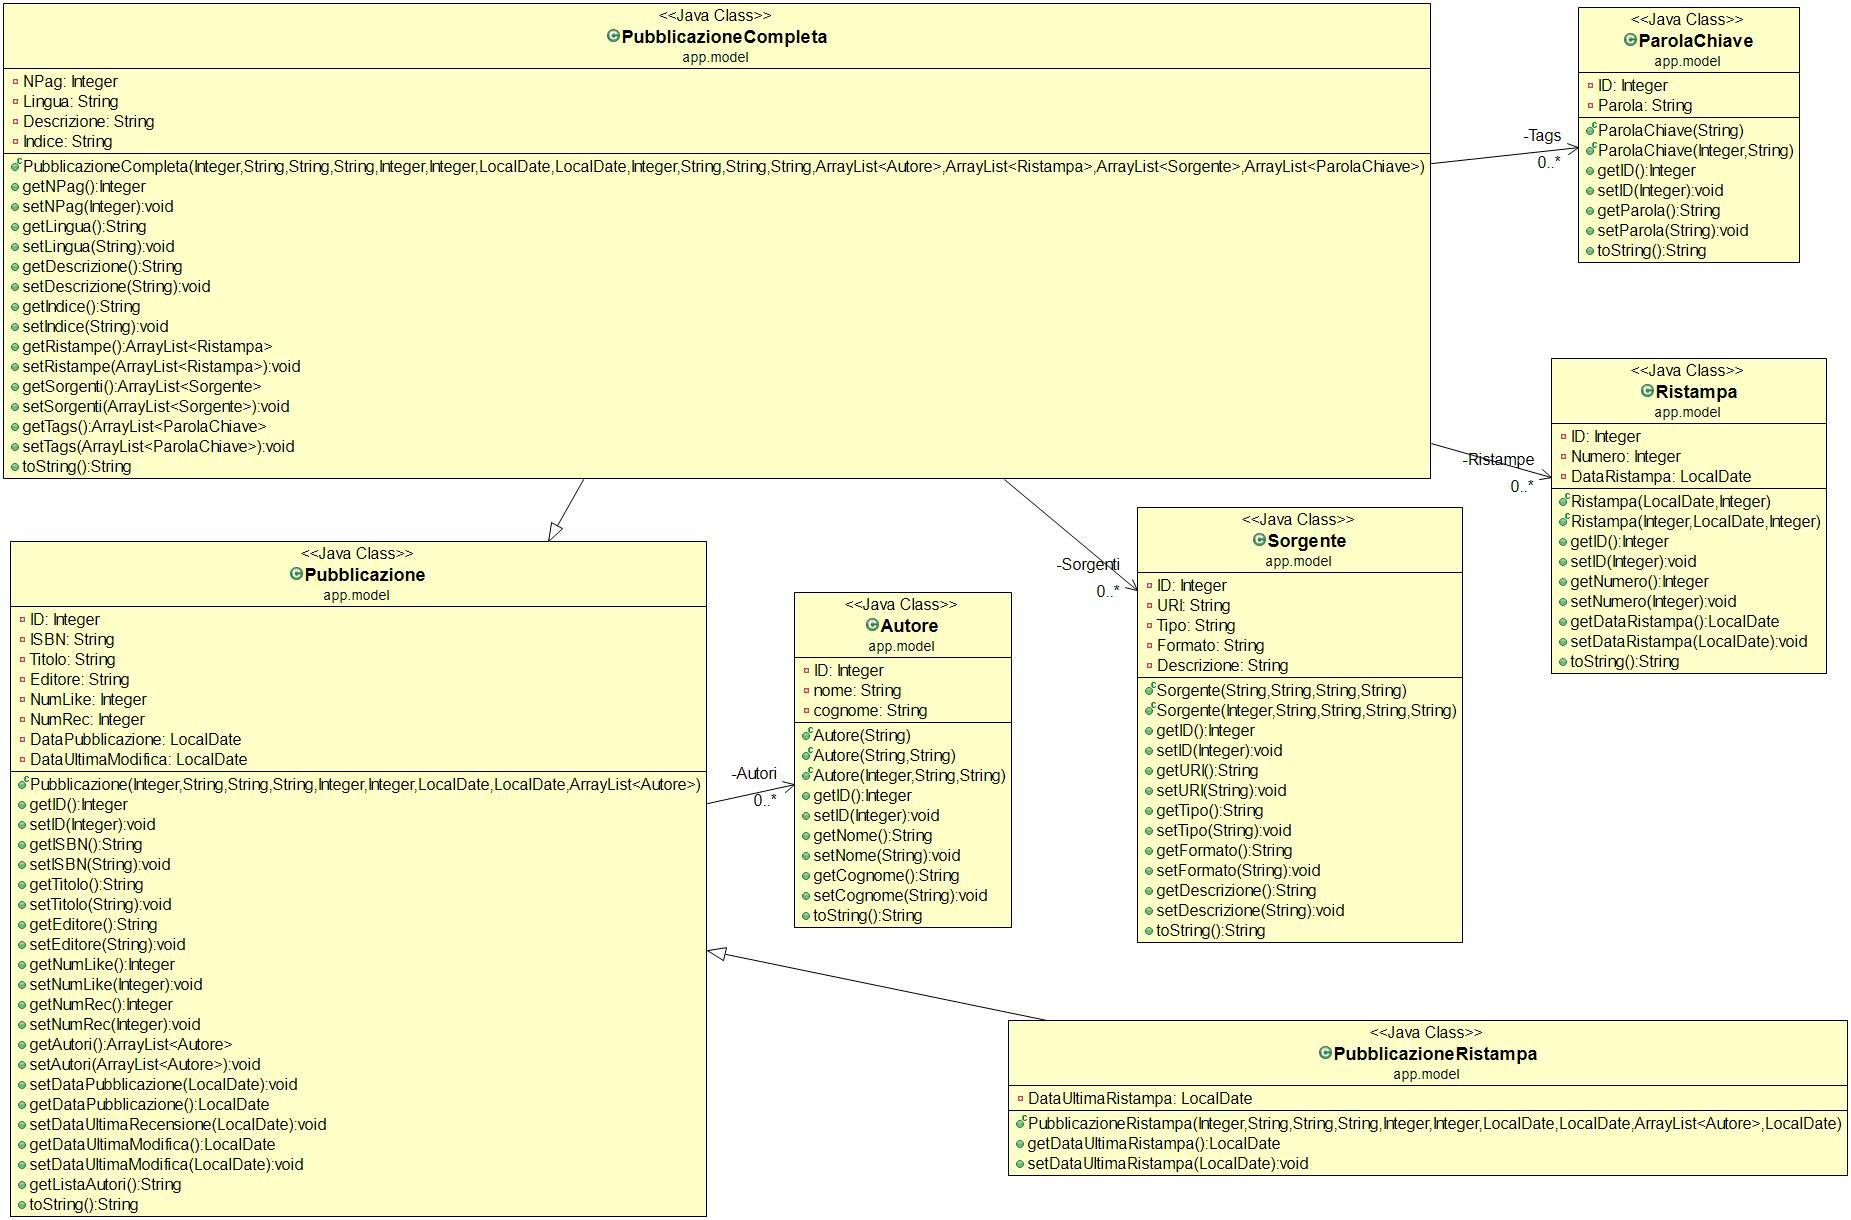 <<Java Class>>
PubblicazioneCompleta
app.model
NPag: Integer
Lingua: String
Descrizione: String
Indice: String
PubblicazioneCompleta(Integer,String,String,String,Integer,Integer,LocalDate,LocalDate,Integer,String,String,String,ArrayList<Autore>,ArrayList<Ristampa>,ArrayList<Sorgente>,ArrayList<ParolaChiave>)
getNPag():Integer
setNPag(Integer):void
getLingua():String
setLingua(String):void
getDescrizione():String
setDescrizione(String):void
getIndice():String
setIndice(String):void
getRistampe():ArrayList<Ristampa>
setRistampe(ArrayList<Ristampa>):void
getSorgenti():ArrayList<Sorgente>
setSorgenti(ArrayList<Sorgente>):void
getTags():ArrayList<ParolaChiave>
setTags(ArrayList<ParolaChiave>):void
toString():String
-Tags
0..*
<<Java Class>>
ParolaChiave
app.model
ID: Integer
Parola: String
ParolaChiave(String)
ParolaChiave(Integer,String)
getID():Integer
setID(Integer):void
getParola():String
setParola(String):void
toString():String
-Ristampe
0..*
<<Java Class>>
Ristampa
app.model
ID: Integer
Numero: Integer
DataRistampa: LocalDate
Ristampa(LocalDate,Integer)
Ristampa(Integer,LocalDate,Integer)
getID():Integer
setID(Integer):void
getNumero():Integer
setNumero(Integer):void
getDataRistampa():LocalDate
setDataRistampa(LocalDate):void
toString():String
-Sorgenti
0..*
<<Java Class>>
Sorgente
app.model
ID: Integer
URI: String
Tipo: String
Formato: String
Descrizione: String
Sorgente(String,String,String,String)
Sorgente(Integer,String,String,String,String)
getID():Integer
setID(Integer):void
getURI():String
setURI(String):void
getTipo():String
setTipo(String):void
getFormato():String
setFormato(String):void
getDescrizione():String
setDescrizione(String):void
toString():String
<<Java Class>>
Pubblicazione
app.model
ID: Integer
ISBN: String
Titolo: String
Editore: String
NumLike: Integer
NumRec: Integer
DataPubblicazione: LocalDate
DataUltimaModifica: LocalDate
Pubblicazione(Integer,String,String,String,Integer,Integer,LocalDate,LocalDate,ArrayList<Autore>)
getID():Integer
setID(Integer):void
getISBN():String
setISBN(String):void
getTitolo():String
setTitolo(String):void
getEditore():String
setEditore(String):void
getNumLike():Integer
setNumLike(Integer):void
getNumRec():Integer
setNumRec(Integer):void
getAutori():ArrayList<Autore>
setAutori(ArrayList<Autore>):void
setDataPubblicazione(LocalDate):void
getDataPubblicazione():LocalDate
setDataUltimaRecensione(LocalDate):void
getDataUltimaModifica():LocalDate
setDataUltimaModifica(LocalDate):void
getListaAutori():String
toString():String
-Autori
0..*
<<Java Class>>
Autore
app.model
ID: Integer
nome: String
cognome: String
Autore(String)
Autore(String,String)
Autore(Integer,String,String)
getID():Integer
setID(Integer):void
getNome():String
setNome(String):void
getCognome():String
setCognome(String):void
toString():String
<<Java Class>>
PubblicazioneRistampa
app.model
DataUltimaRistampa: LocalDate
PubblicazioneRistampa(Integer,String,String,String,Integer,Integer,LocalDate,LocalDate,ArrayList<Autore>,LocalDate)
getDataUltimaRistampa():LocalDate
setDataUltimaRistampa(LocalDate):void